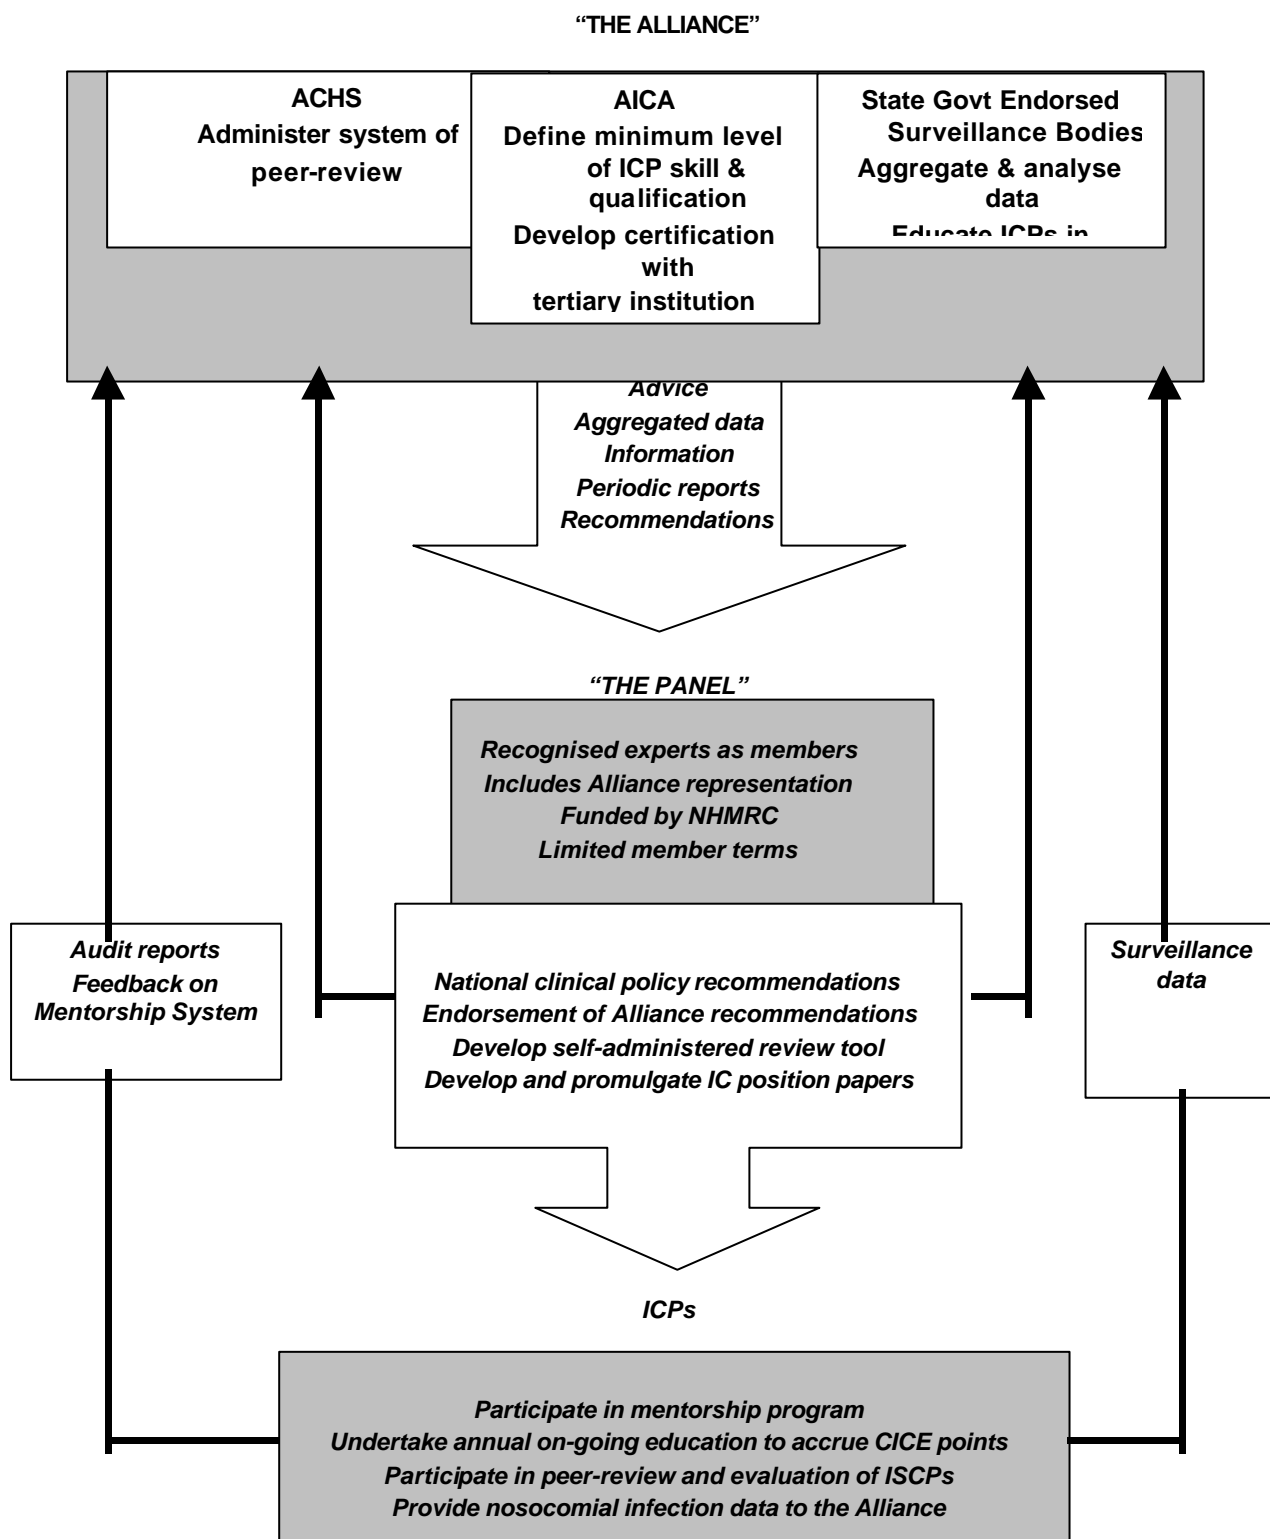 “THE ALLIANCE”
ACHS
Administer system of
peer-review
AICA
Define minimum level
of ICP skill &
qualification
Develop certification
with
tertiary institution
State Govt Endorsed
Surveillance Bodies
Aggregate & analyse
data
Educate ICPs in
Advice
Aggregated data
Information
Periodic reports
Recommendations
“THE PANEL”
Recognised experts as members
Includes Alliance representation
Funded by NHMRC
Limited member terms
Audit reports
Feedback on
Mentorship System
National clinical policy recommendations
Endorsement of Alliance recommendations
Develop self-administered review tool
Develop and promulgate IC position papers
Surveillance
data
ICPs
Participate in mentorship program
Undertake annual on-going education to accrue CICE points
Participate in peer-review and evaluation of ISCPs
Provide nosocomial infection data to the Alliance